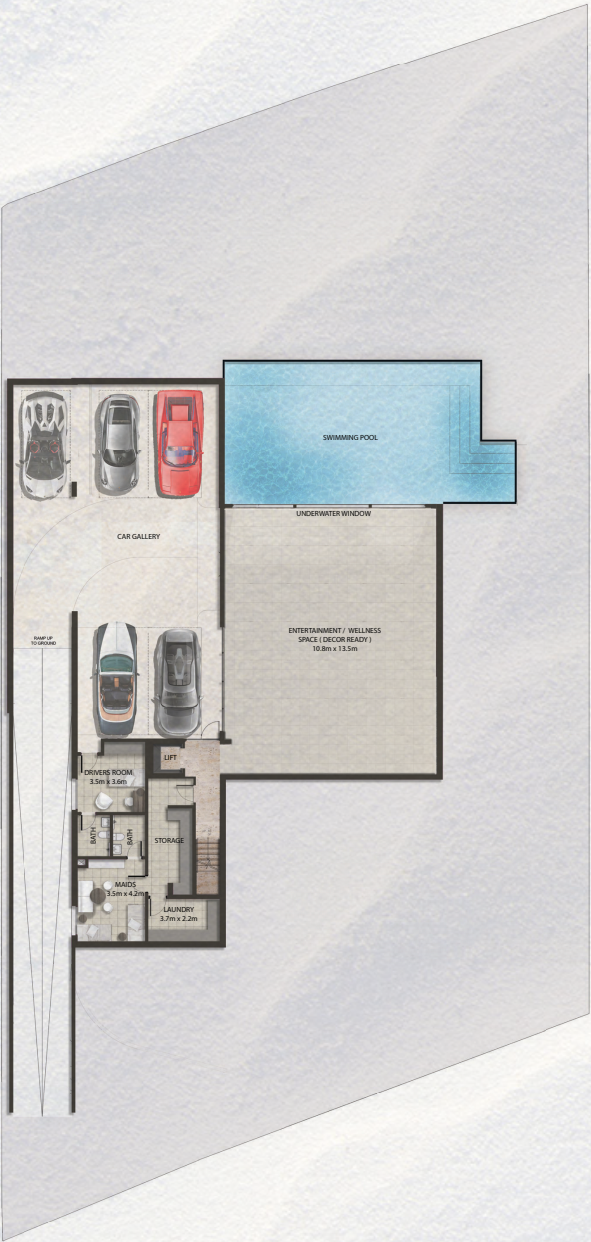 SWIMMING POOL
UNDERWATER WINDOW
CAR GALLERY
ENTERTAINMENT / WELLNESS
SPACE ( DECOR READY )
10.8m x 13.5m
RAMP UP
TO GROUND
LIFT
DRIVERS ROOM
3.5m x 3.6m
BATH
BATH
STORAGE
MAIDS
3.5m x 4.2m
LAUNDRY
3.7m x 2.2m